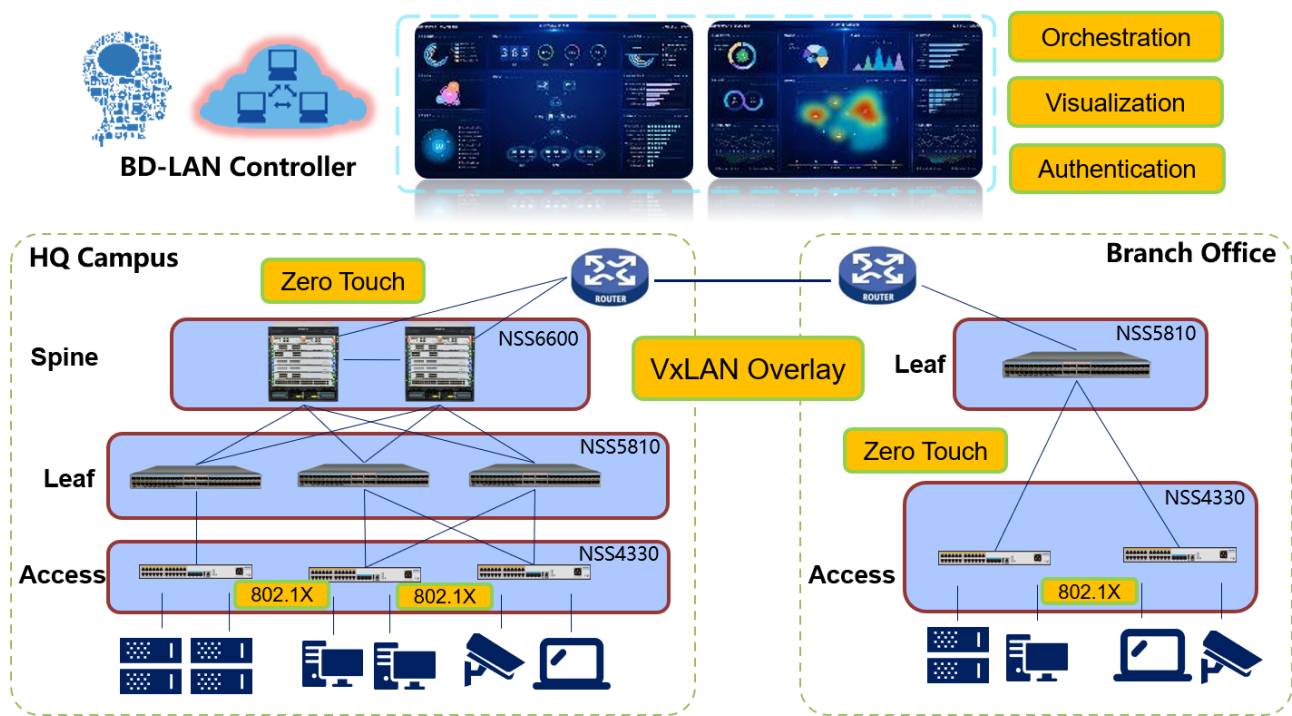 Orchestration
Visualization
Authentication
BD-LAN Controller
HQ Campus
Zero Touch
ROUTER
Spine
NSS6600
VxLAN Overlay
Leaf
NSS5810
Access
NSS4330
802.1X
802.1X
Branch Office
ROUTER
Leaf
NSS5810
Zero Touch
Access
NSS4330
802.1X